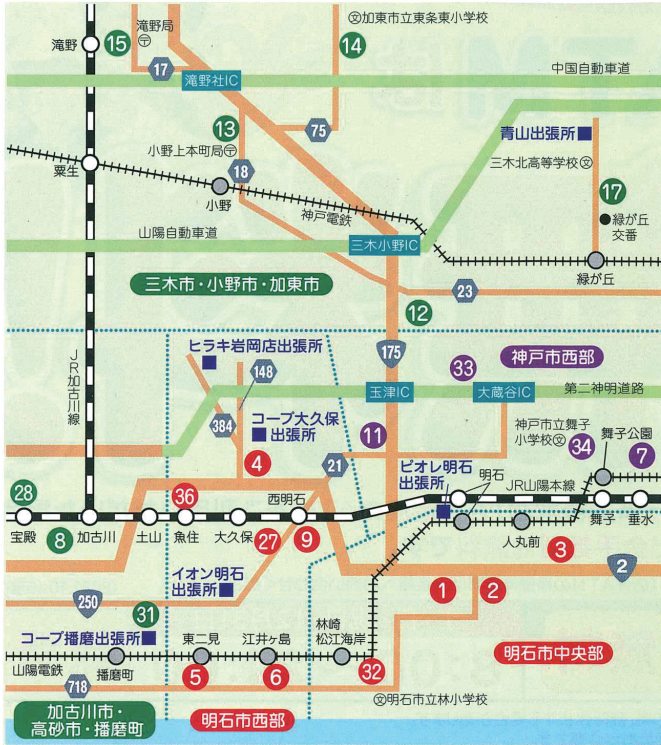 文加東市立東条東小学校
滝野局
〒
滝野
15
14
17
中国自動車道
滝野社IC
13
75
青山出張所
小野上本町局〒
三木北高等学校文
18
粟生
17
小野
神戸電鉄
緑が丘
交番
山陽自動車道
三木小野IC
緑が丘
三木市・小野市・加東市
23
12
JR加古川線
ヒラキ岩岡店出張所
175
神戸市西部
148
33
玉津IC
大蔵谷IC
第二神明道路
384
コープ大久保
出張所
神戸市立舞子
小学校文
舞子公園
11
34
7
4
21
ピオレ明石
出張所
28
36
西明石
明石
JR山陽本線
宝殿
8
加古川
土山
魚住
大久保
27
9
舞子
垂水
人丸前
3
イオン明石
出張所
2
250
31
1
2
コープ播磨出張所
東二見
江井ヶ島
林崎
松江海岸
明石市中央部
山陽電鉄
播磨町
5
6
32
718
文明石市立林小学校
加古川市・
高砂市・播磨町
明石市西部